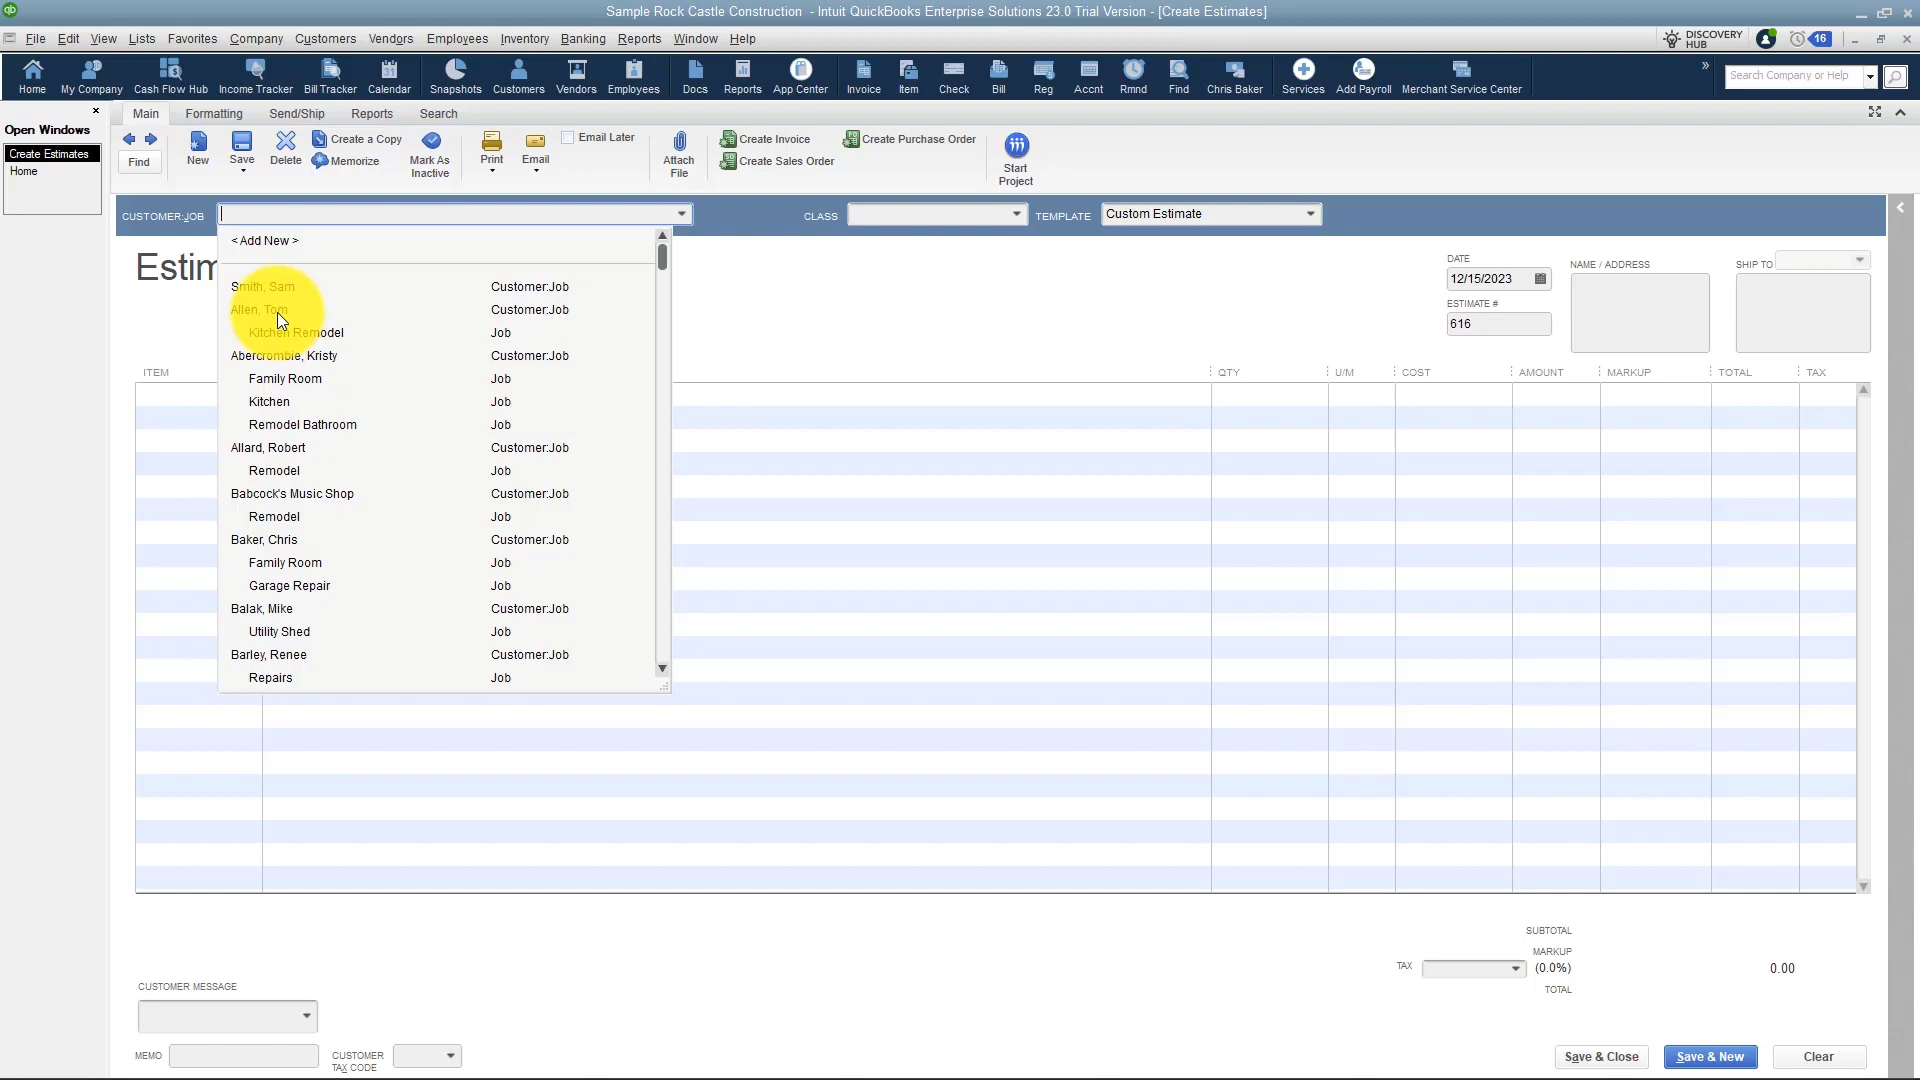 Sample Rock Castle Construction - Intuit QuickBooks Enterprise Solutions 23.0 Trial Version - [Create Estimates]
File Edit View Lists Favorites Company Customers Vendors Employees Inventory Banking Reports Window Help
DISCOVERY HUB 16
Home My Company Cash Flow Hub Income Tracker Bill Tracker Calendar Snapshots Customers Vendors Employees Docs Reports App Center Invoice Item Check Bill Reg Accnt Rmnd Find Chris Baker Services Add Payroll Merchant Service Center
Search Company or Help
Open Windows
Create Estimates
Home
Main Formatting Send/Ship Reports Search
Find
New
Save
Delete
Create a Copy
Memorize
Mark As
Inactive
Print
Email
Email Later
Attach
File
Create Invoice
Create Sales Order
Create Purchase Order
Start
Project
CUSTOMER:JOB CLASS TEMPLATE Custom Estimate
< Add New >
Smith, Sam Customer:Job
Allen, Tom Customer:Job
Kitchen Remodel Job
Abercrombie, Kristy Customer:Job
Family Room Job
Kitchen Job
Remodel Bathroom Job
Allard, Robert Customer:Job
Remodel Job
Babcock's Music Shop Customer:Job
Remodel Job
Baker, Chris Customer:Job
Family Room Job
Garage Repair Job
Balak, Mike Customer:Job
Utility Shed Job
Barley, Renee Customer:Job
Repairs Job
Estim
DATE
12/15/2023
ESTIMATE #
616
NAME / ADDRESS
SHIP TO
ITEM QTY U/M COST AMOUNT MARKUP TOTAL TAX
SUBTOTAL
MARKUP
TAX (0.0%) 0.00
TOTAL
CUSTOMER MESSAGE
MEMO
CUSTOMER
TAX CODE
Save & Close Save & New Clear